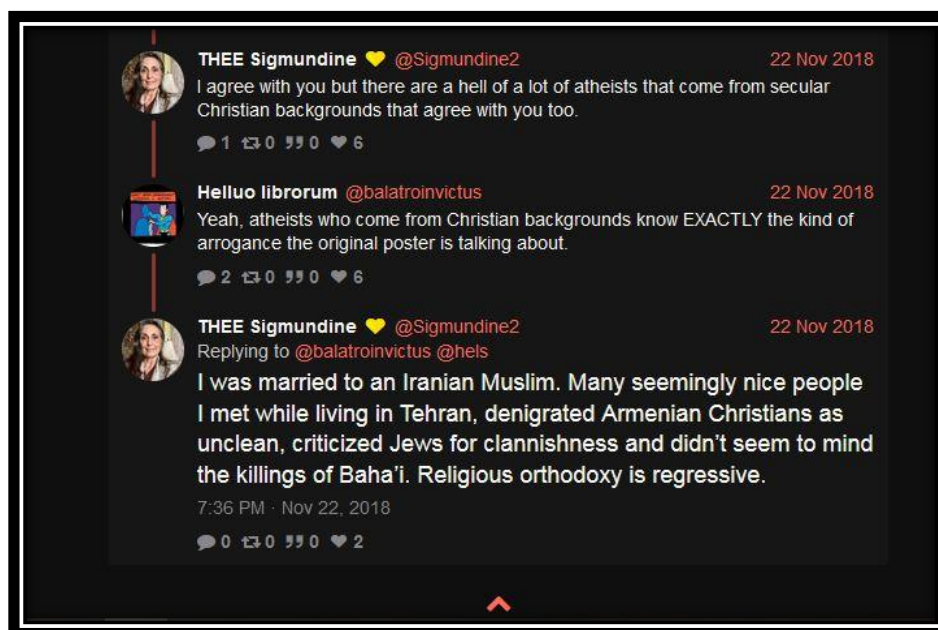 THEE Sigmundine 💛 @Sigmundine2 22 Nov 2018
I agree with you but there are a hell of a lot of atheists that come from secular
Christian backgrounds that agree with you too.
1 0 0 6
Helluo librorum @balatroinvictus 22 Nov 2018
Yeah, atheists who come from Christian backgrounds know EXACTLY the kind of
arrogance the original poster is talking about.
2 0 0 6
THEE Sigmundine 💛 @Sigmundine2 22 Nov 2018
Replying to @balatroinvictus @hels
I was married to an Iranian Muslim. Many seemingly nice people
I met while living in Tehran, denigrated Armenian Christians as
unclean, criticized Jews for clannishness and didn’t seem to mind
the killings of Baha’i. Religious orthodoxy is regressive.
7:36 PM · Nov 22, 2018
0 0 0 2